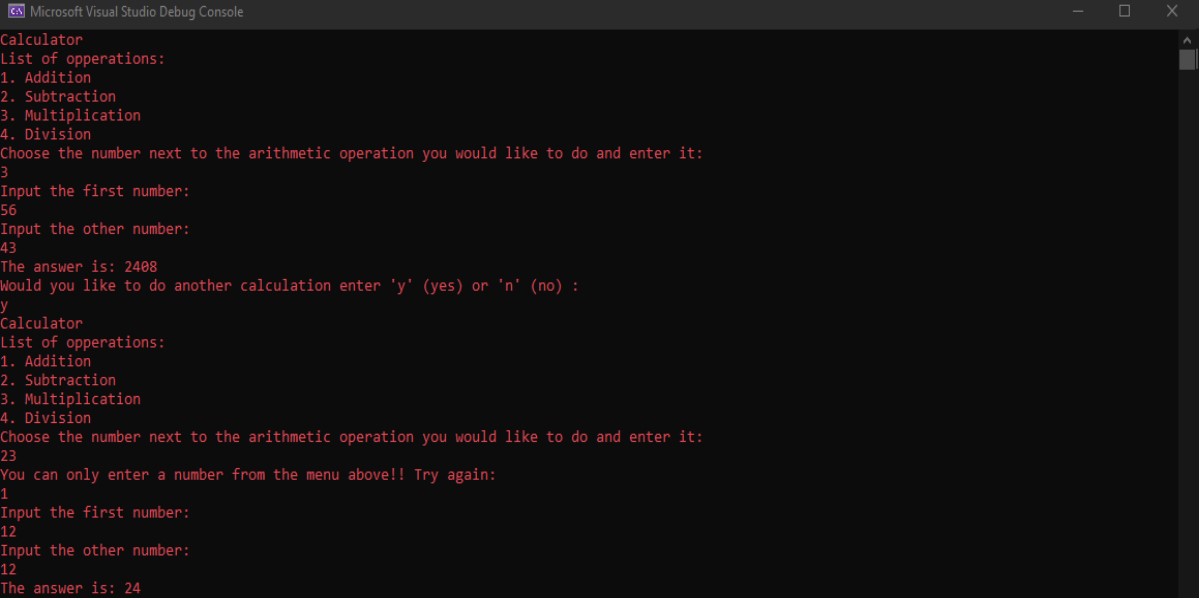 Microsoft Visual Studio Debug Console
Calculator
List of opperations:
1. Addition
2. Subtraction
3. Multiplication
4. Division
Choose the number next to the arithmetic operation you would like to do and enter it:
3
Input the first number:
56
Input the other number:
43
The answer is: 2408
Would you like to do another calculation enter 'y' (yes) or 'n' (no) :
y
Calculator
List of opperations:
1. Addition
2. Subtraction
3. Multiplication
4. Division
Choose the number next to the arithmetic operation you would like to do and enter it:
23
You can only enter a number from the menu above!! Try again:
1
Input the first number:
12
Input the other number:
12
The answer is: 24